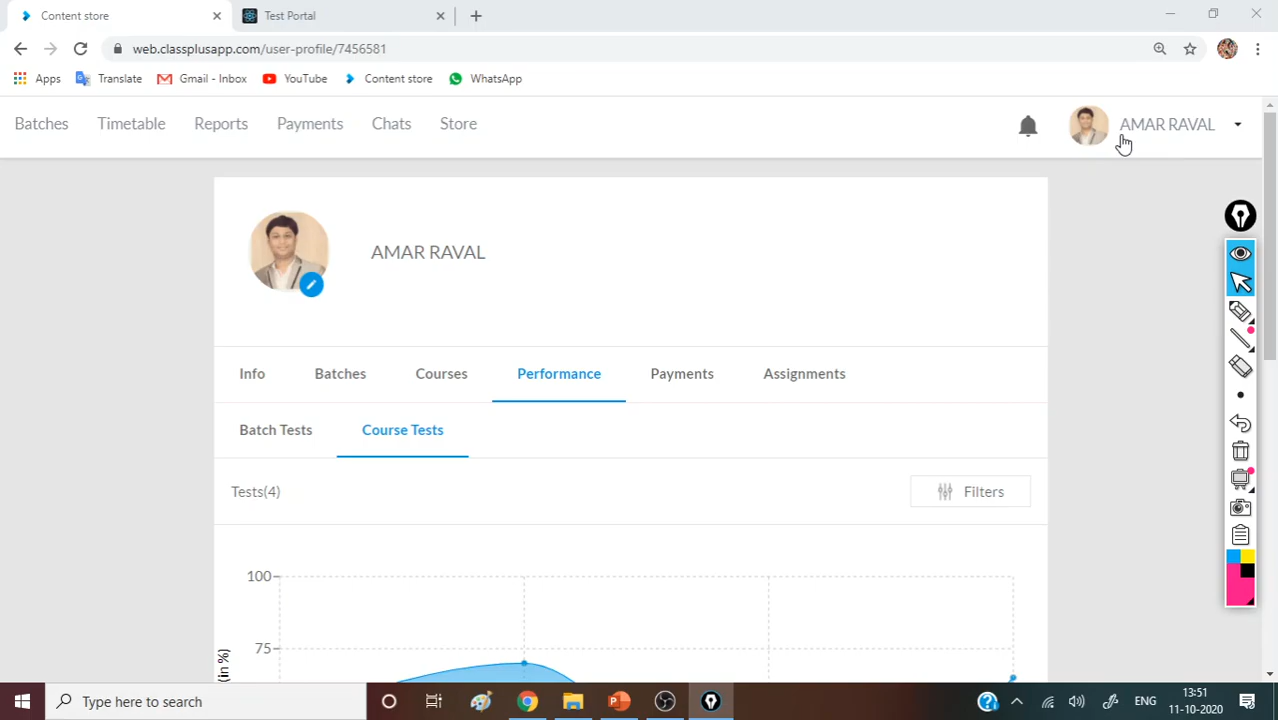 Content store
Test Portal
web.classplusapp.com/user-profile/7456581
Apps Translate Gmail - Inbox YouTube Content store WhatsApp
Batches Timetable Reports Payments Chats Store AMAR RAVAL
AMAR RAVAL
Info Batches Courses Performance Payments Assignments
Batch Tests Course Tests
Tests(4) Filters
100
75
(in %)
Type here to search
ENG
13:51
11-10-2020